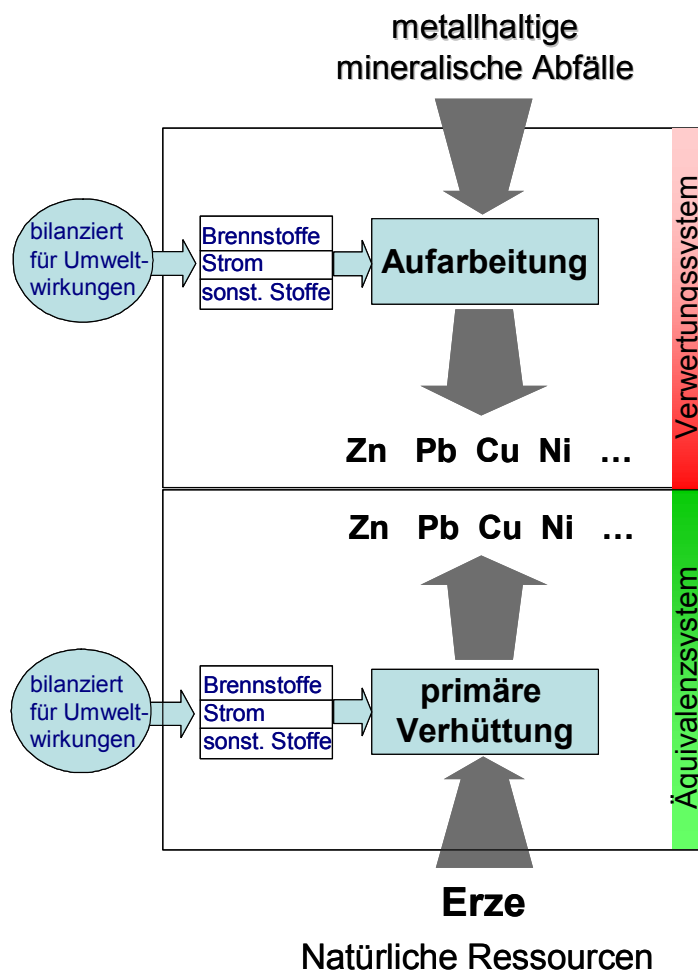 metallhaltige
mineralische Abfälle
bilanziert
für Umwelt-
wirkungen
Brennstoffe
Strom
sonst. Stoffe
Aufarbeitung
Verwertungssystem
Zn Pb Cu Ni …
Zn Pb Cu Ni …
bilanziert
für Umwelt-
wirkungen
Brennstoffe
Strom
sonst. Stoffe
primäre
Verhüttung
Äquivalenzsystem
Erze
Natürliche Ressourcen